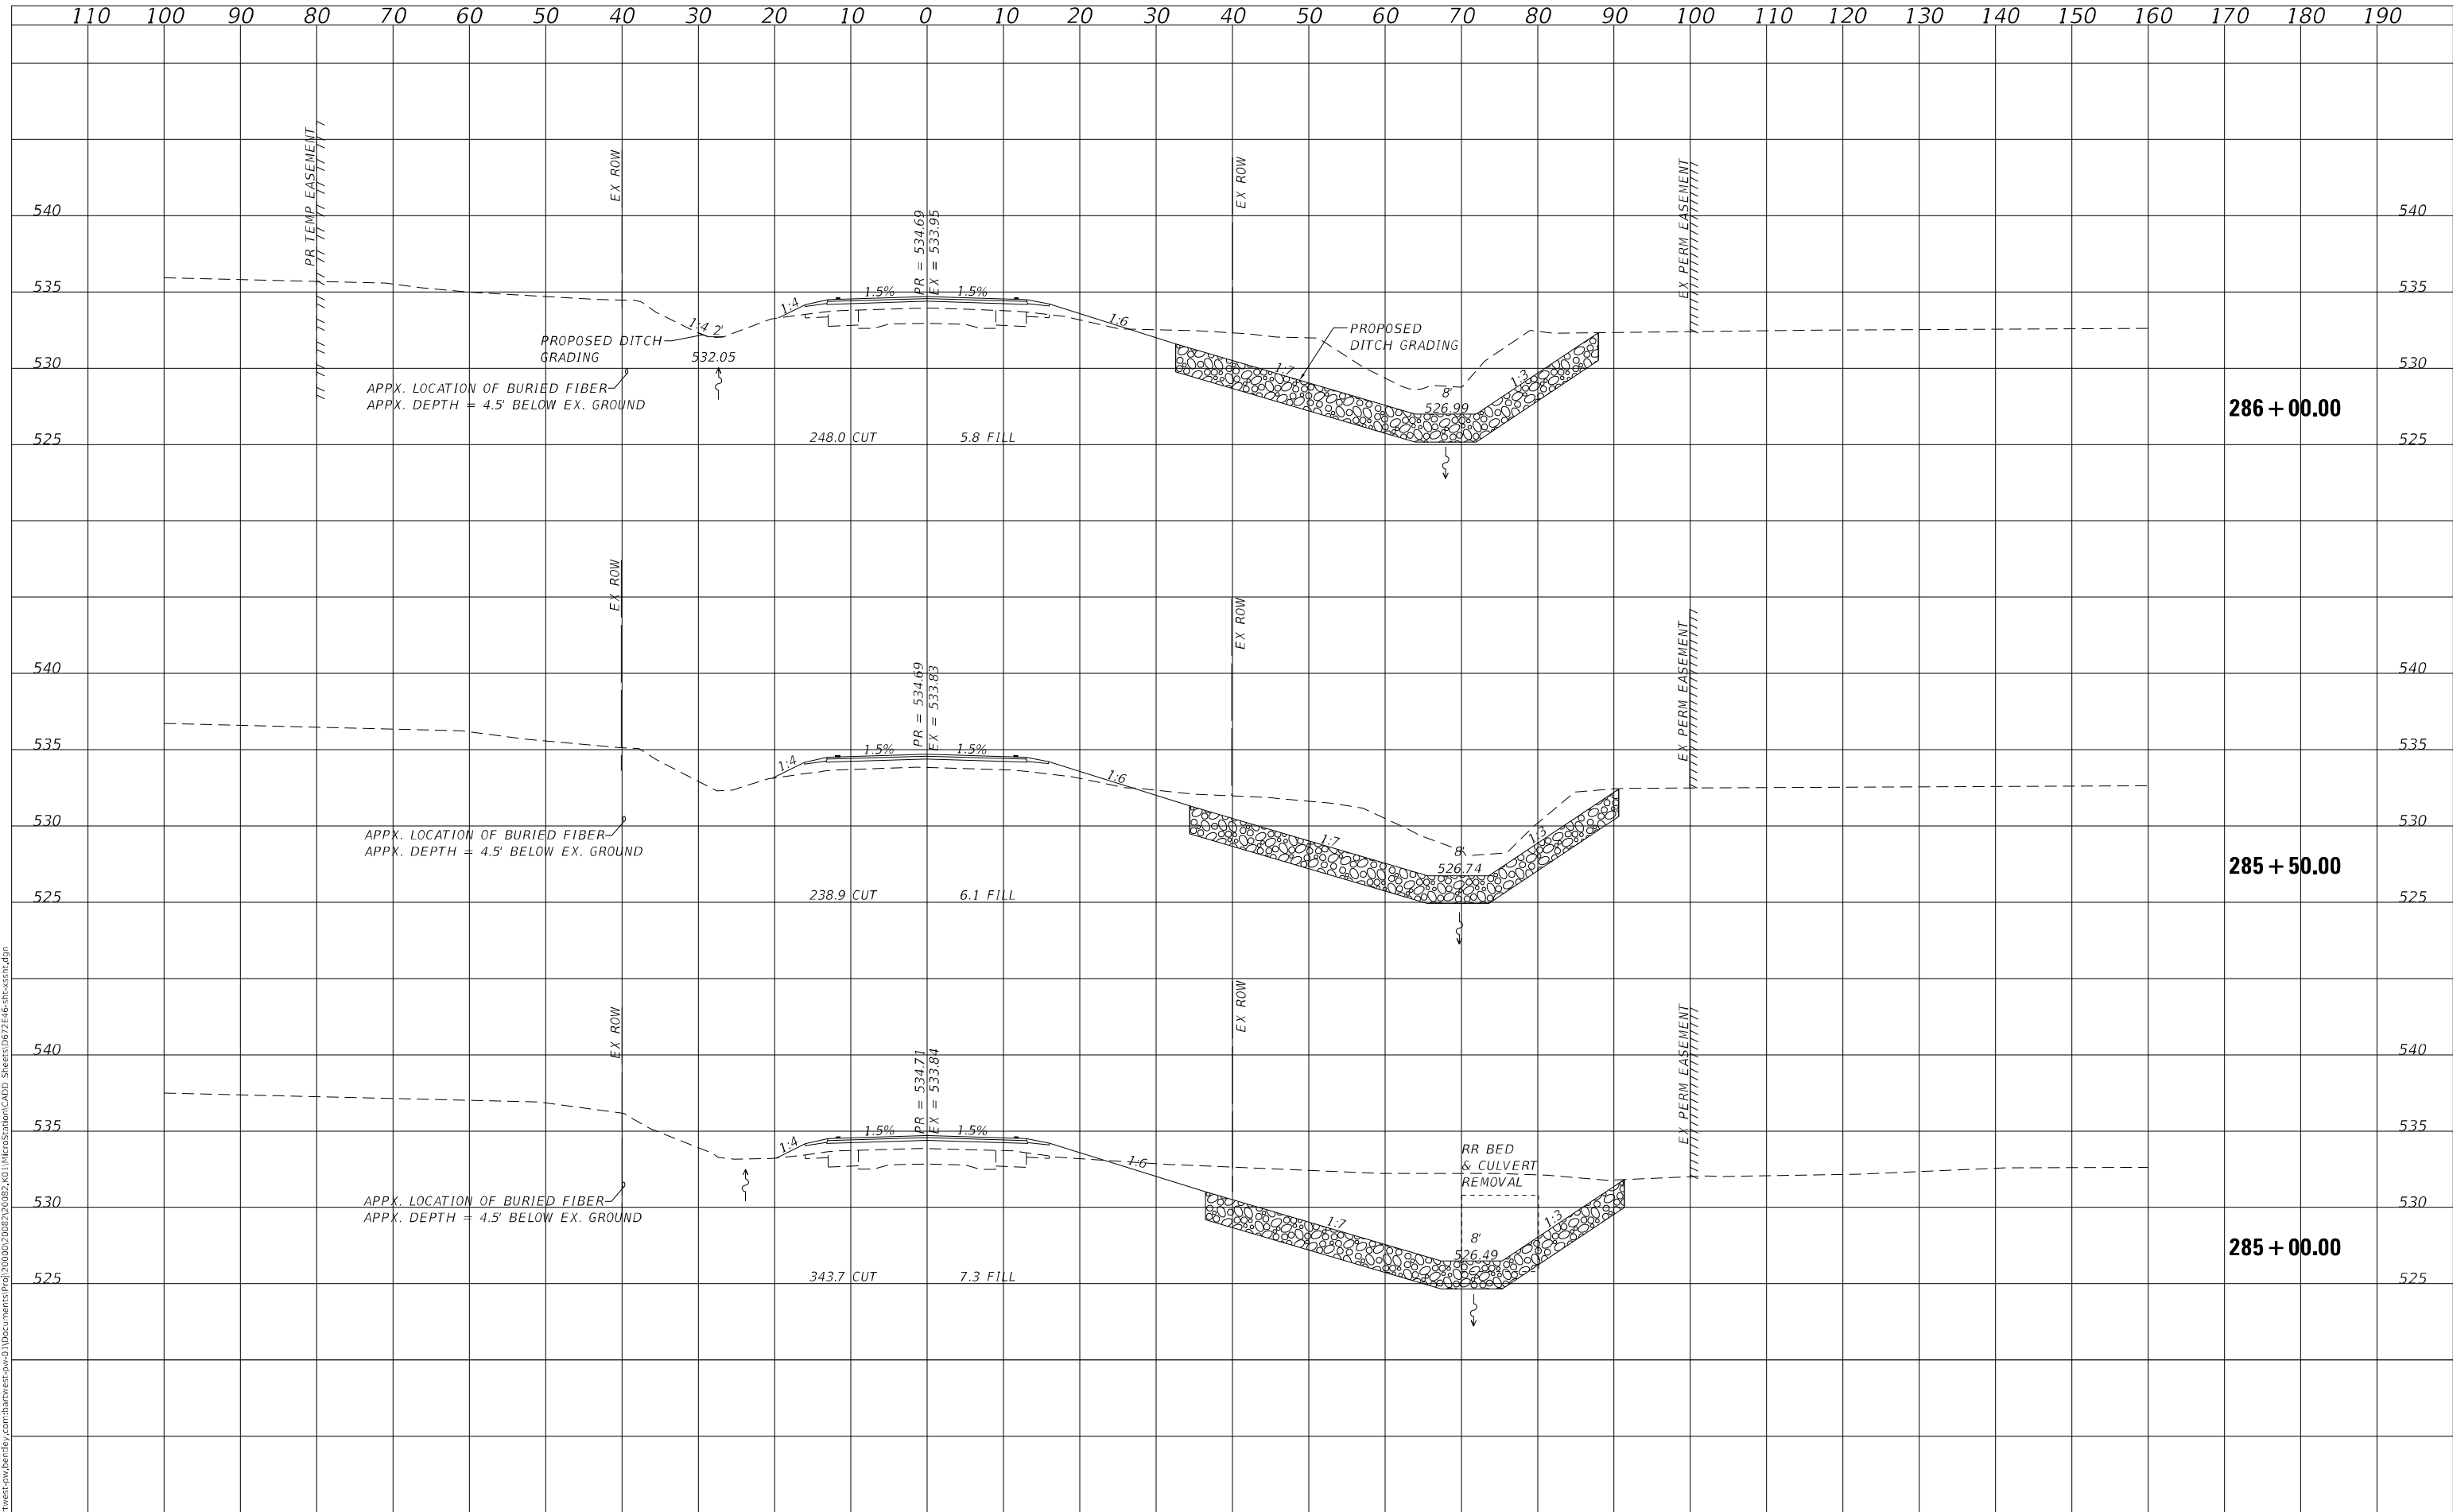 110 100 90 80 70 60 50 40 30 20 10 0 10 20 30 40 50 60 70 80 90 100 110 120 130 140 150 160 170 180 190
PR TEMP EASEMENT
EX ROW
PR = 534.69
EX = 533.95
EX ROW
EX PERM EASEMENT
540 540
535 535
1:4 1.5% 1.5% 1:6
1:4 2'
PROPOSED DITCH
GRADING
532.05
PROPOSED
DITCH GRADING
530 530
1:7 1:3
APPX. LOCATION OF BURIED FIBER
APPX. DEPTH = 4.5' BELOW EX. GROUND
8'
526.99
286+00.00
525 248.0 CUT 5.8 FILL 525
EX ROW
PR = 534.69
EX = 533.83
EX ROW
EX PERM EASEMENT
540 540
535 535
1:4 1.5% 1.5% 1:6
530 530
APPX. LOCATION OF BURIED FIBER
APPX. DEPTH = 4.5' BELOW EX. GROUND
1:7 1:3
8'
526.74
285+50.00
525 238.9 CUT 6.1 FILL 525
EX ROW
PR = 534.71
EX = 533.84
EX ROW
EX PERM EASEMENT
540 540
535 535
1:4 1.5% 1.5% 1:6
RR BED
& CULVERT
REMOVAL
530 530
APPX. LOCATION OF BURIED FIBER
APPX. DEPTH = 4.5' BELOW EX. GROUND
1:7 1:3
8'
526.49
285+00.00
525 343.7 CUT 7.3 FILL 525